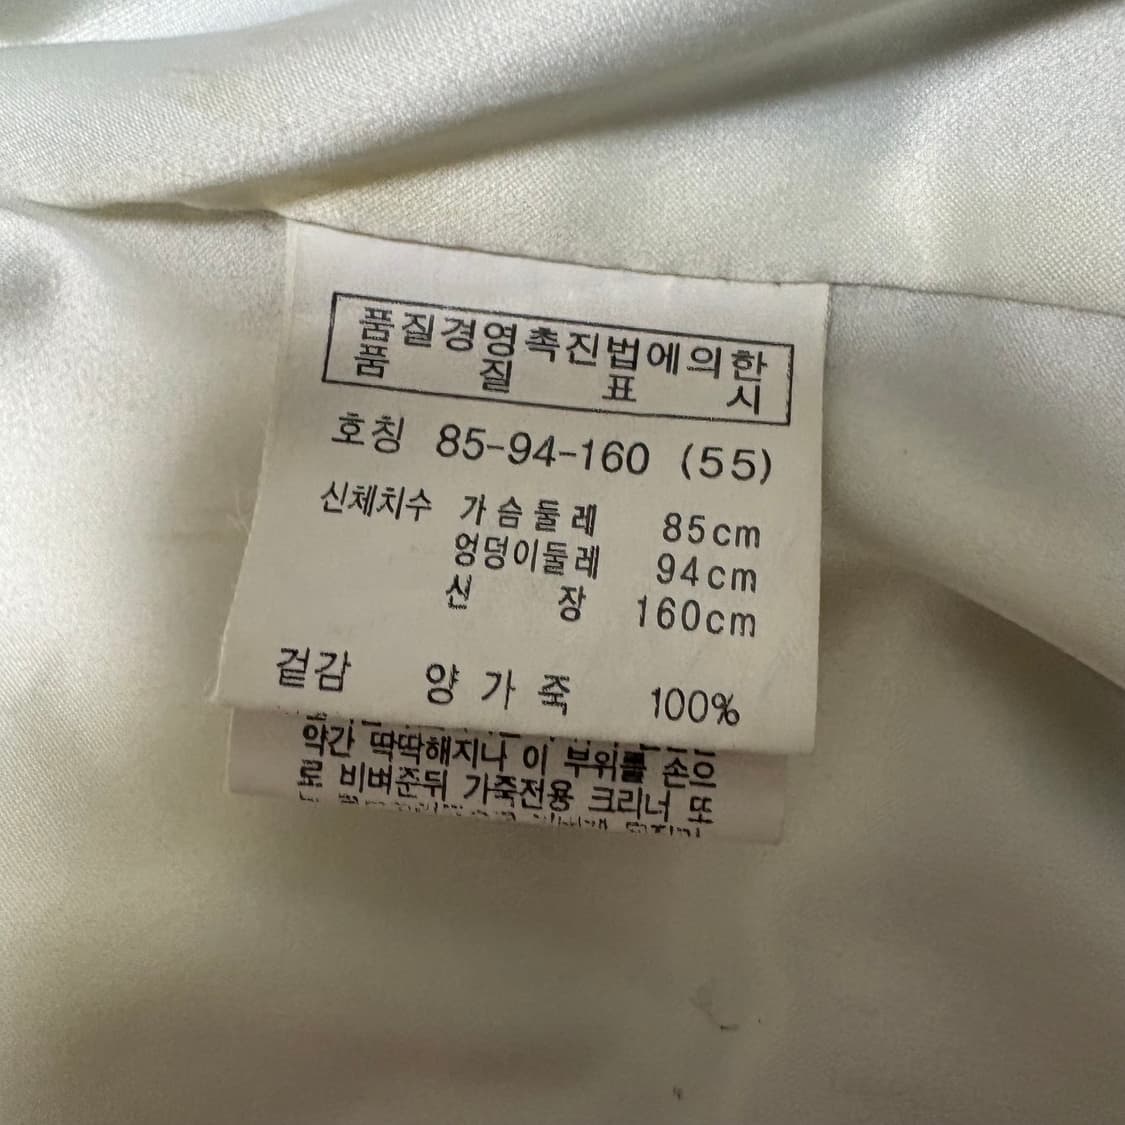 품질경영촉진법에의한
품 질 표 시
호칭 85-94-160 (55)
신체치수 가슴둘레 85cm
엉덩이둘레 94cm
신 장 160cm
겉감 양가죽 100%
약간 딱딱해지나 이 부위를 손으
로 비벼준뒤 가죽전용 크리너 또